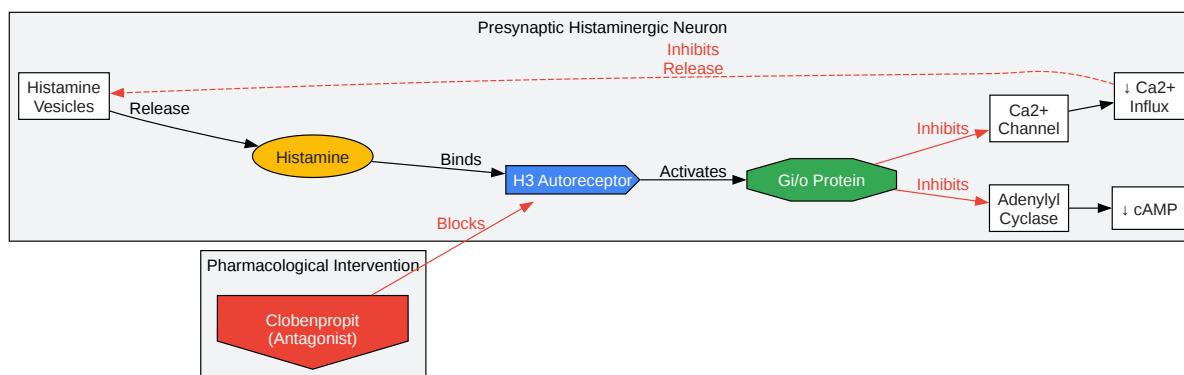 Presynaptic Histaminergic Neuron
Inhibits
Release
Histamine
Vesicles
Release
Histamine
Binds
H3 Autoreceptor
Activates
Gi/o Protein
Inhibits
Ca2+
Channel
↓ Ca2+
Influx
Inhibits
Adenylyl
Cyclase
↓ cAMP
Blocks
Pharmacological Intervention
Clobenpropit
(Antagonist)